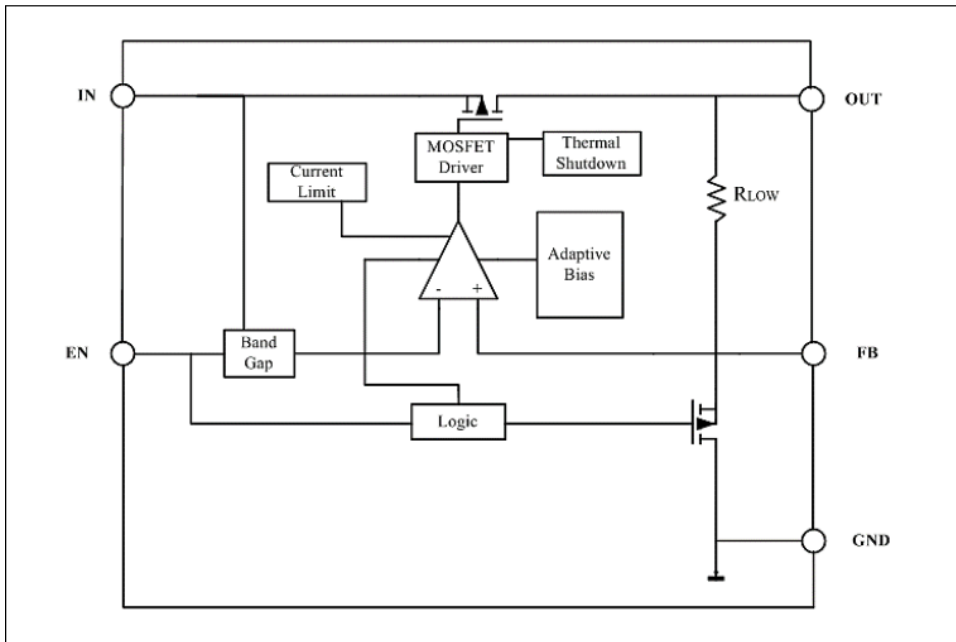 IN
OUT
MOSFET
Driver
Thermal
Shutdown
Current
Limit
RLOW
Adaptive
Bias
- +
EN
Band
Gap
FB
Logic
GND